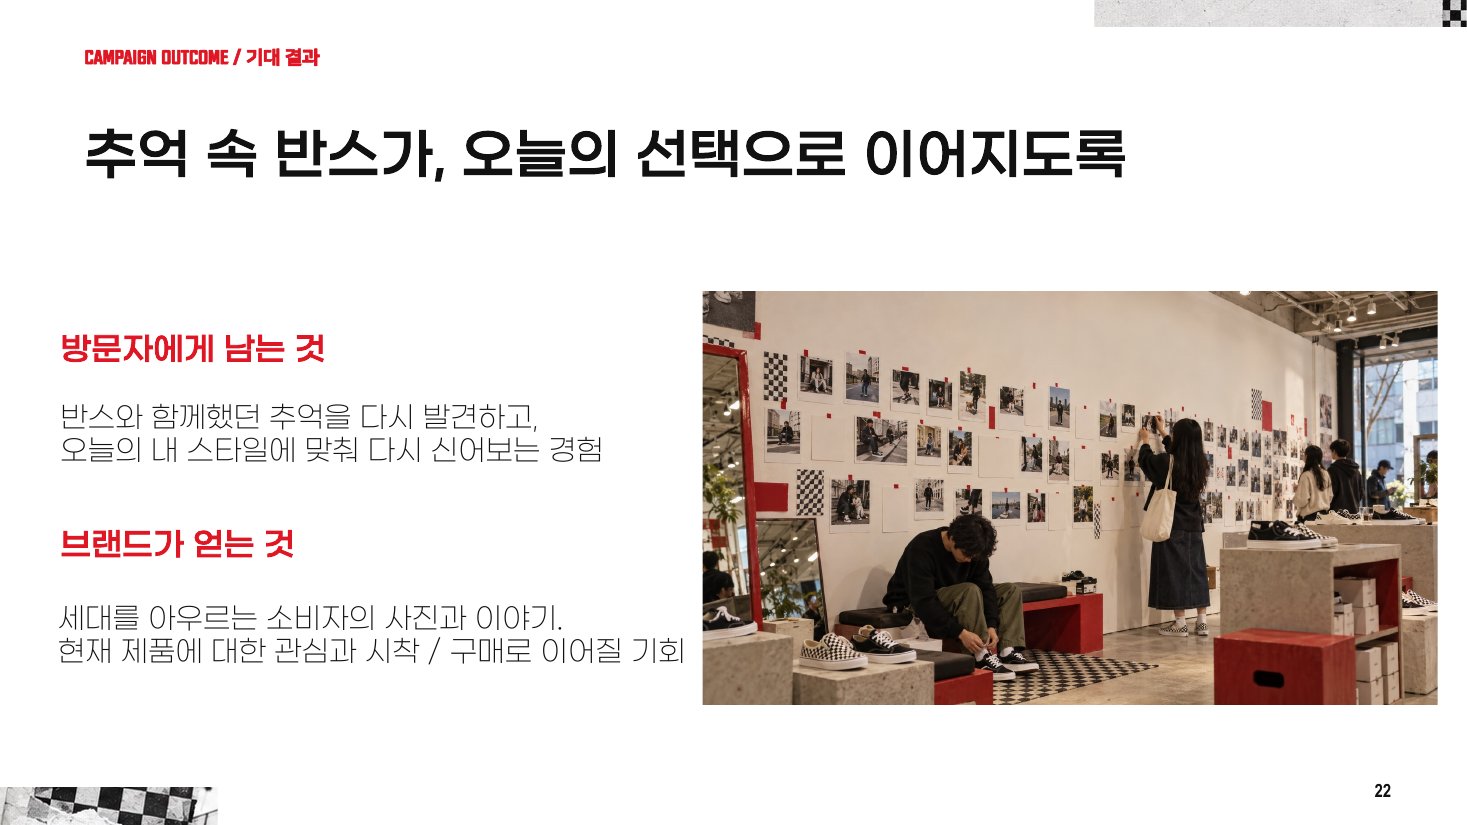 CAMPAIGN OUTCOME / 기대 결과
추억 속 반스가, 오늘의 선택으로 이어지도록
방문자에게 남는 것
반스와 함께했던 추억을 다시 발견하고,
오늘의 내 스타일에 맞춰 다시 신어보는 경험
브랜드가 얻는 것
세대를 아우르는 소비자의 사진과 이야기.
현재 제품에 대한 관심과 시착 / 구매로 이어질 기회
22